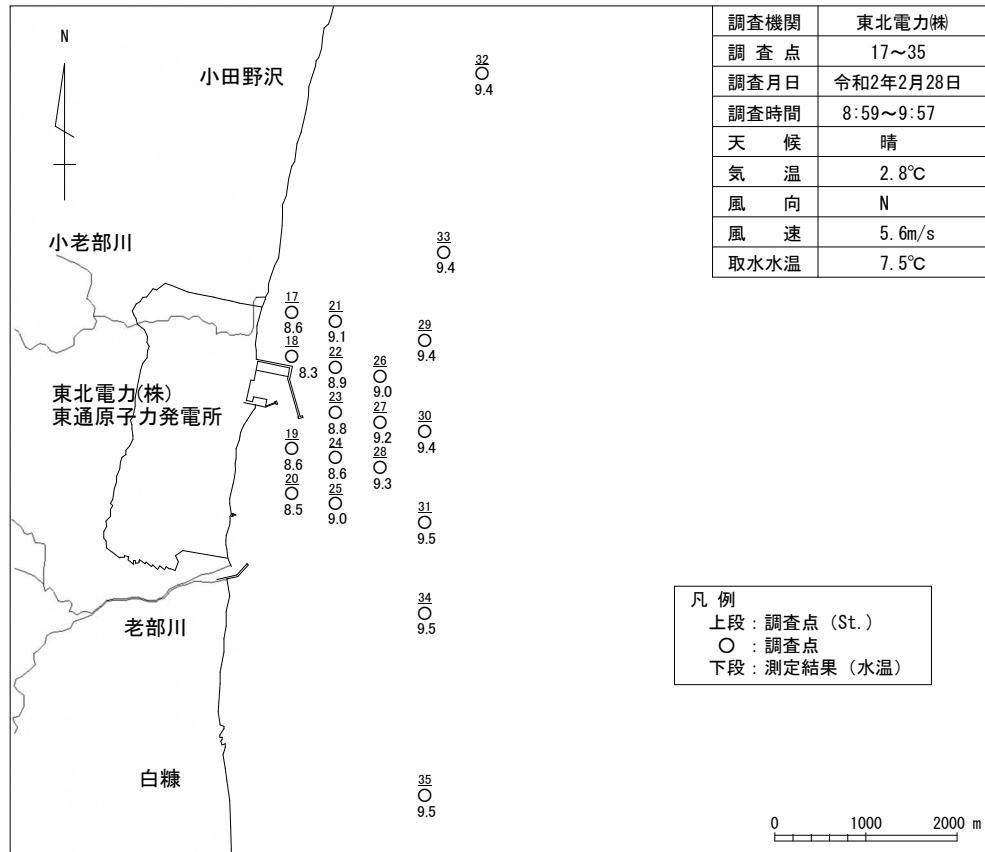 調査機関 東北電力㈱
調 査 点 17～35
調査月日 令和2年2月28日
調査時間 8:59～9:57
天 候 晴
気 温 2.8℃
風 向 N
風 速 5.6m/s
取水水温 7.5℃
N
小田野沢
32
9.4
小老部川
33
9.4
17
8.6
21
9.1
29
9.4
18
8.3
22
8.9
26
9.0
東北電力(株)
東通原子力発電所
23
8.8
27
9.2
30
9.4
19
8.6
24
8.6
28
9.3
20
8.5
25
9.0
31
9.5
34
9.5
老部川
凡 例
上段：調査点（St.）
○ ：調査点
下段：測定結果（水温）
白糠
35
9.5
0 1000 2000 m